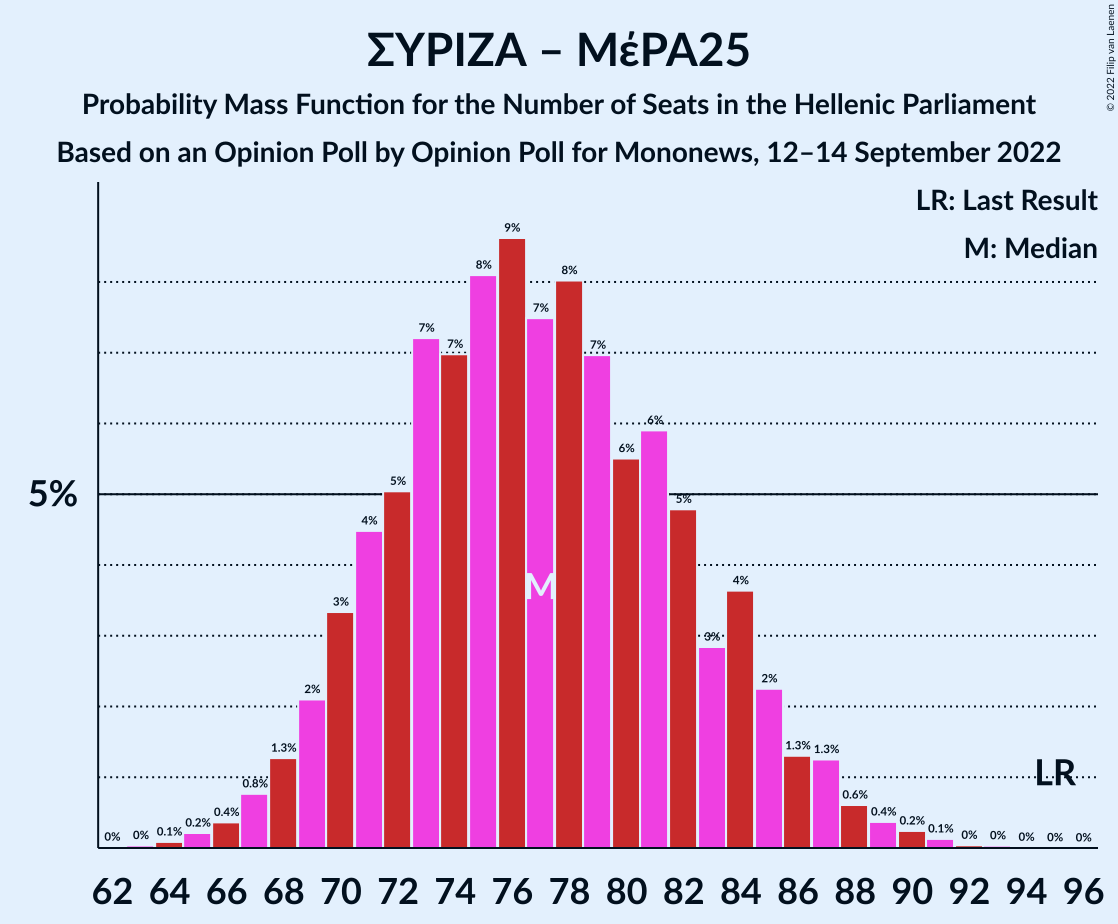 ΣΥΡΙΖΑ – ΜέΡΑ25
Probability Mass Function for the Number of Seats in the Hellenic Parliament
Based on an Opinion Poll by Opinion Poll for Mononews, 12–14 September 2022
© 2022 Filip van Laenen
LR: Last Result
M: Median
5%
0% 0% 0.1% 0.2% 0.4% 0.8% 1.3% 2% 3% 4% 5% 7% 7% 8% 9% 7% 8% 7% 6% 6% 5% 3% 4% 2% 1.3% 1.3% 0.6% 0.4% 0.2% 0.1% 0% 0% 0% 0% 0%
M
LR
62 64 66 68 70 72 74 76 78 80 82 84 86 88 90 92 94 96